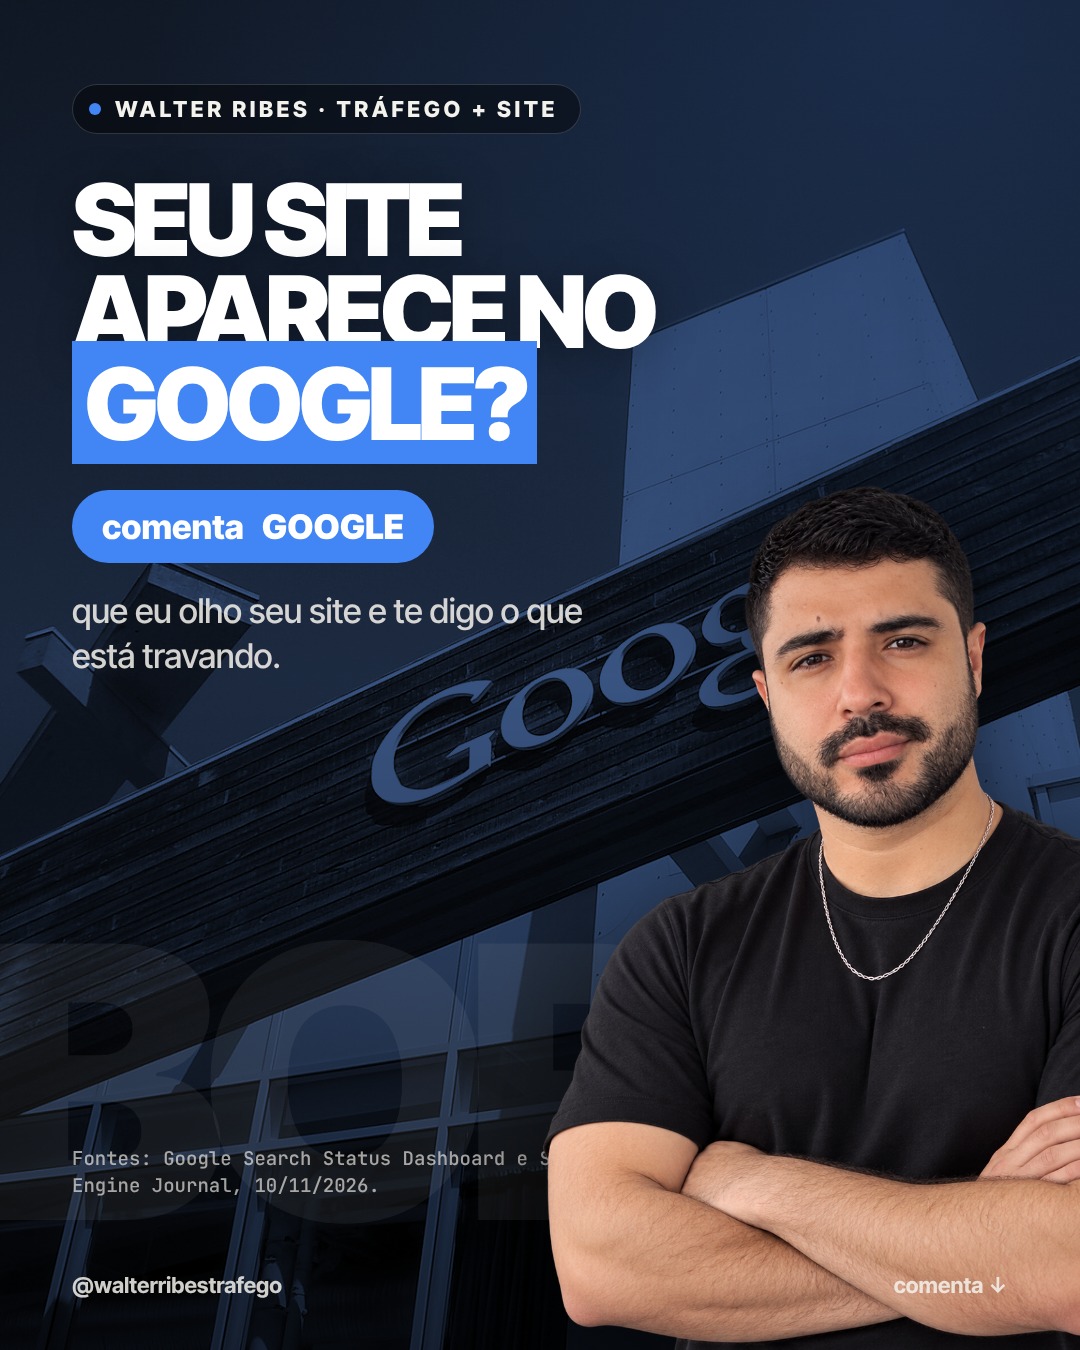 WALTER RIBES · TRÁFEGO + SITE
SEU SITE
APARECE NO
GOOGLE?
comenta GOOGLE
que eu olho seu site e te digo o que
está travando.
Goog
BO
Fontes: Google Search Status Dashboard e S
Engine Journal, 10/11/2026.
@walterribestrafego
comenta ↓